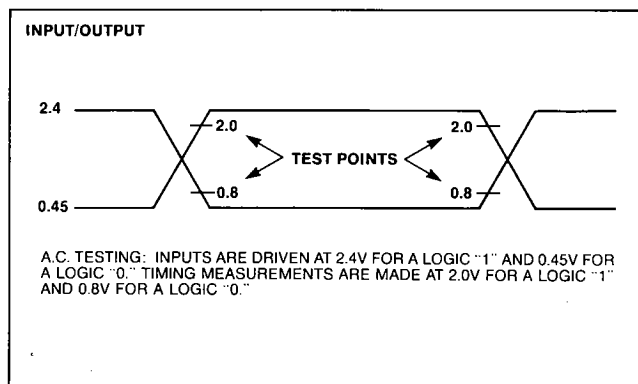 INPUT/OUTPUT
2.4
2.0
2.0
TEST POINTS
0.8
0.8
0.45
A.C. TESTING: INPUTS ARE DRIVEN AT 2.4V FOR A LOGIC "1" AND 0.45V FOR
A LOGIC "0." TIMING MEASUREMENTS ARE MADE AT 2.0V FOR A LOGIC "1"
AND 0.8V FOR A LOGIC "0."